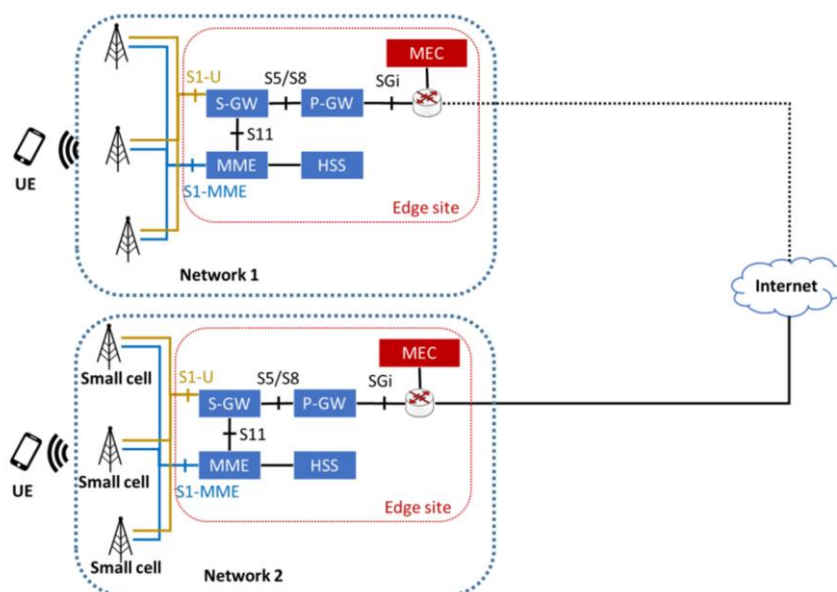 MEC
S1-U
S5/S8
SGi
S-GW
P-GW
S11
UE
MME
HSS
S1-MME
Edge site
Network 1
Internet
Small cell
MEC
S1-U
S5/S8
SGi
S-GW
P-GW
S11
Small cell
UE
MME
HSS
S1-MME
Edge site
Small cell
Network 2